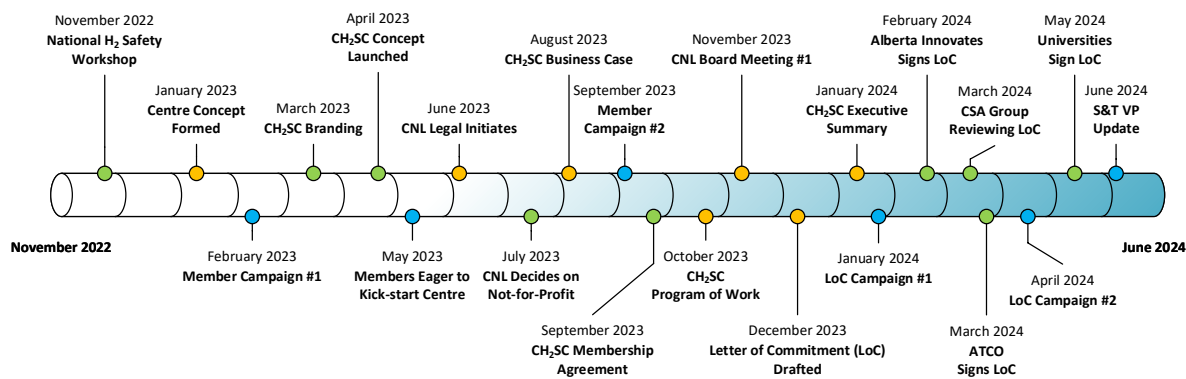 November 2022
National H₂ Safety
Workshop
January 2023
Centre Concept
Formed
March 2023
CH₂SC Branding
April 2023
CH₂SC Concept
Launched
June 2023
CNL Legal Initiates
August 2023
CH₂SC Business Case
September 2023
Member
Campaign #2
November 2023
CNL Board Meeting #1
January 2024
CH₂SC Executive
Summary
February 2024
Alberta Innovates
Signs LoC
March 2024
CSA Group
Reviewing LoC
May 2024
Universities
Sign LoC
June 2024
S&T VP
Update
November 2022
June 2024
February 2023
Member Campaign #1
May 2023
Members Eager to
Kick-start Centre
July 2023
CNL Decides on
Not-for-Profit
September 2023
CH₂SC Membership
Agreement
October 2023
CH₂SC
Program of Work
December 2023
Letter of Commitment (LoC)
Drafted
January 2024
LoC Campaign #1
March 2024
ATCO
Signs LoC
April 2024
LoC Campaign #2